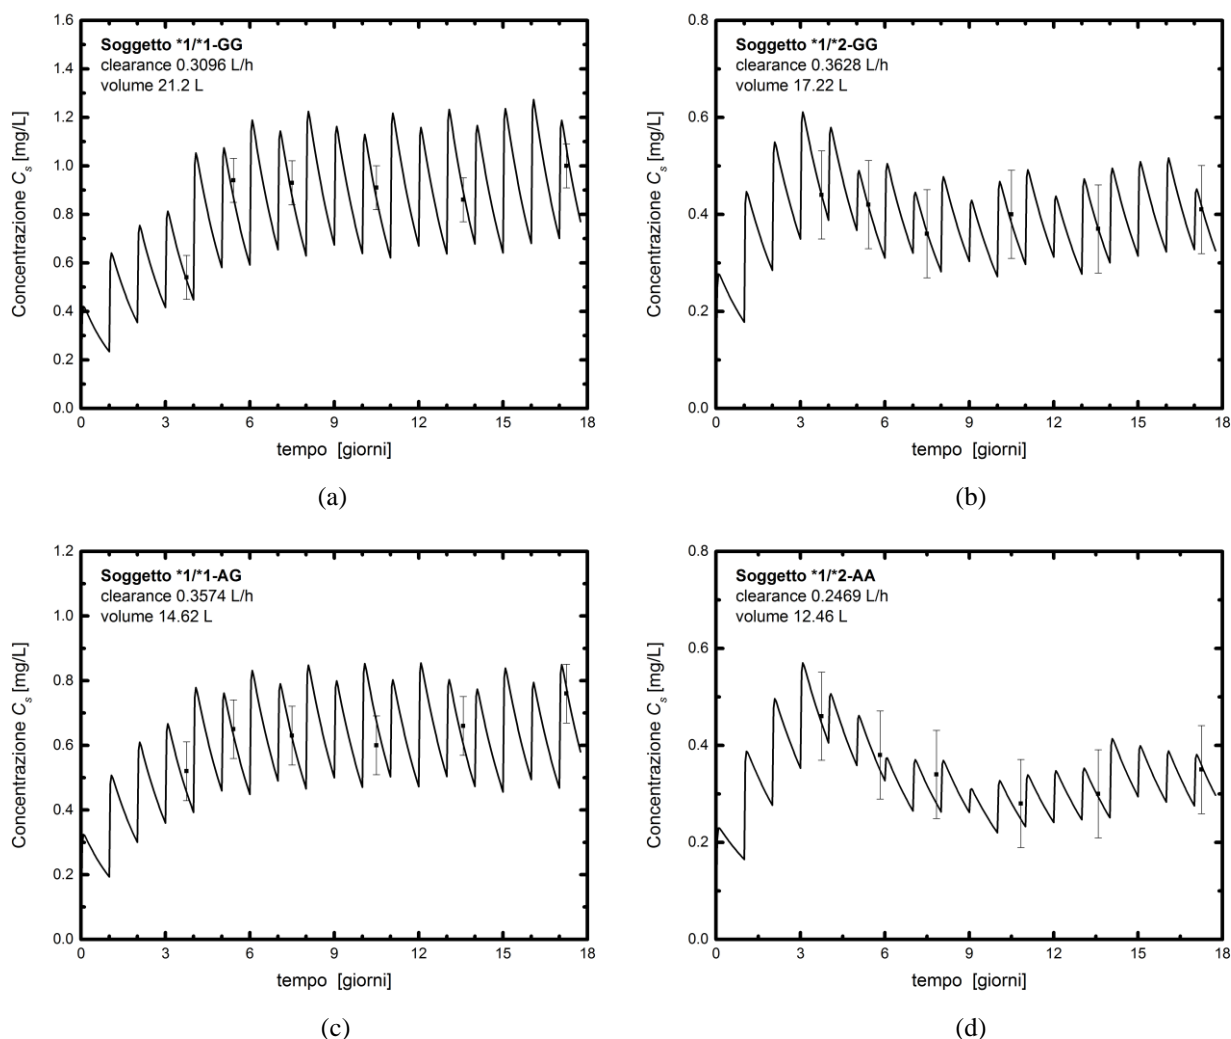 Soggetto *1/*1-GG
clearance 0.3096 L/h
volume 21.2 L
Concentrazione Cs [mg/L]
1.6
1.4
1.2
1.0
0.8
0.6
0.4
0.2
0.0
0 3 6 9 12 15 18
tempo [giorni]
(a)
Soggetto *1/*2-GG
clearance 0.3628 L/h
volume 17.22 L
Concentrazione Cs [mg/L]
0.8
0.6
0.4
0.2
0.0
0 3 6 9 12 15 18
tempo [giorni]
(b)
Soggetto *1/*1-AG
clearance 0.3574 L/h
volume 14.62 L
Concentrazione Cs [mg/L]
1.2
1.0
0.8
0.6
0.4
0.2
0.0
0 3 6 9 12 15 18
tempo [giorni]
(c)
Soggetto *1/*2-AA
clearance 0.2469 L/h
volume 12.46 L
Concentrazione Cs [mg/L]
0.8
0.6
0.4
0.2
0.0
0 3 6 9 12 15 18
tempo [giorni]
(d)